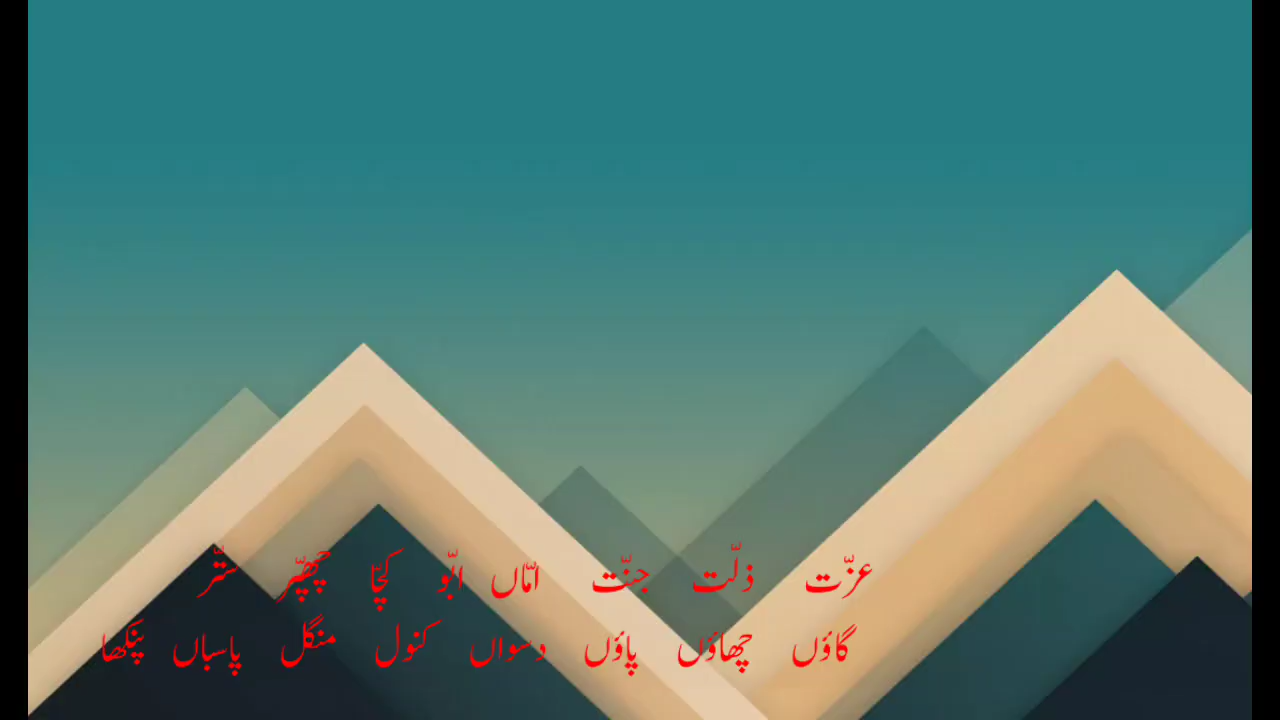 عزّت ذلّت جنّت امّاں ابّو کچّا چھپّر ستّر
گاؤں چھاؤں پاؤں دسواں کنول منگل پاسباں پنکھا